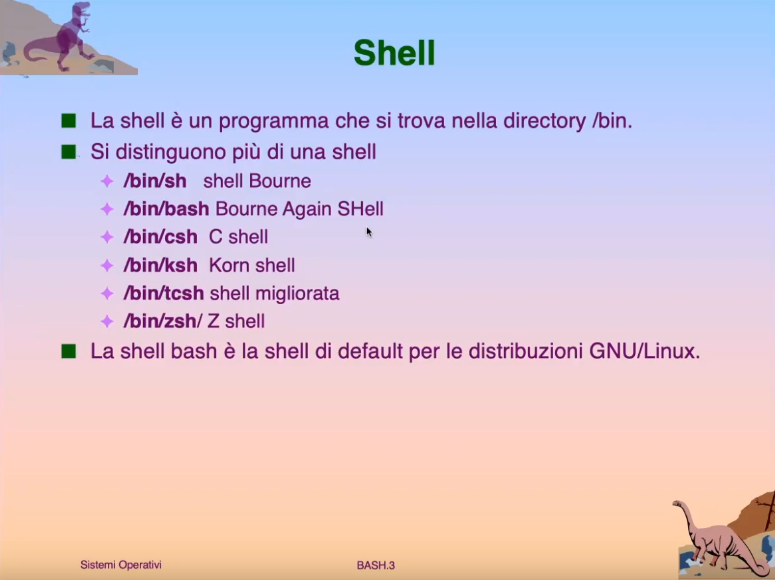 Shell
La shell è un programma che si trova nella directory /bin.
Si distinguono più di una shell
/bin/sh shell Bourne
/bin/bash Bourne Again SHell
/bin/csh C shell
/bin/ksh Korn shell
/bin/tcsh shell migliorata
/bin/zsh/ Z shell
La shell bash è la shell di default per le distribuzioni GNU/Linux.
Sistemi Operativi
BASH.3